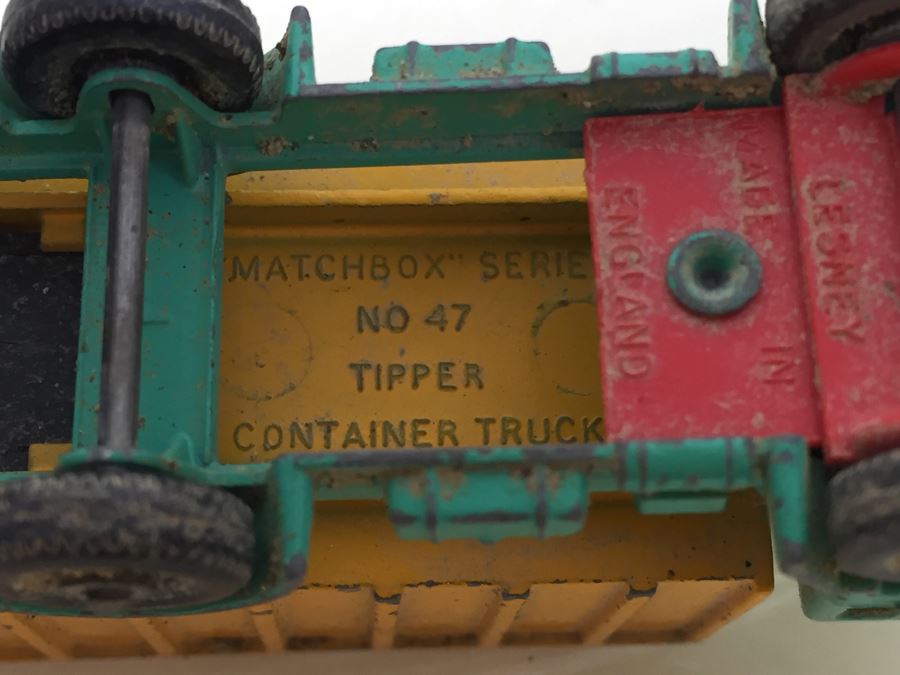 "MATCHBOX" SERIE
NO 47
TIPPER
CONTAINER TRUCK
MADE
IN
ENGLAND
LESNEY